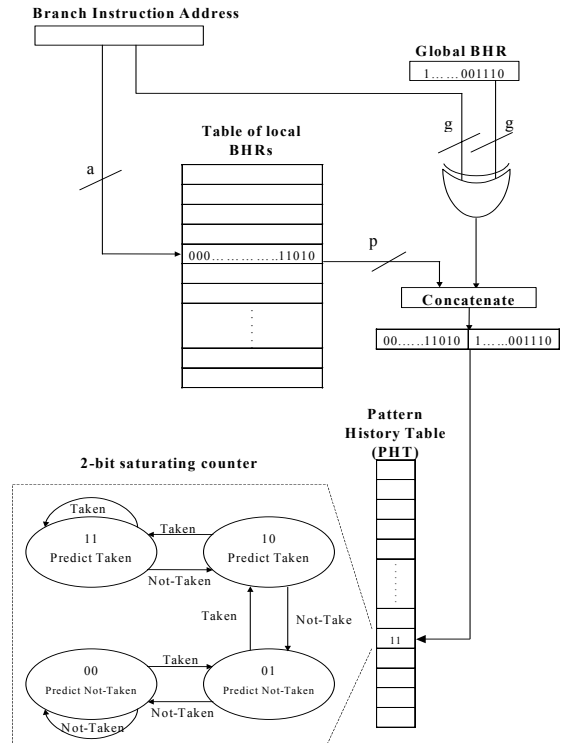 Branch Instruction Address
Global BHR
1……001110
Table of local
BHRs
g
g
a
000…………..11010
p
Concatenate
00…..11010
1…...001110
Pattern
History Table
(PHT)
2-bit saturating counter
Taken
11
Predict Taken
Taken
10
Predict Taken
Not-Taken
Taken
Not-Take
11
00
Predict Not-Taken
Taken
01
Predict Not-Taken
Not-Taken
Not-Taken